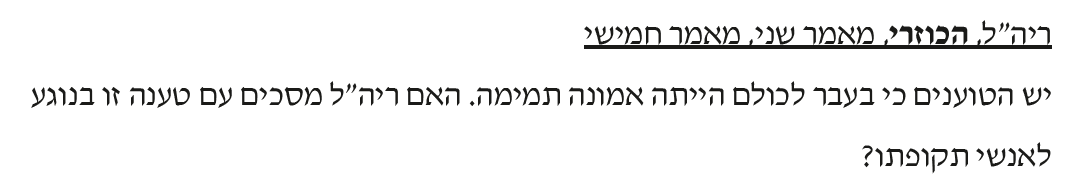 ריה"ל, הכוזרי, מאמר שני, מאמר חמישי
יש הטוענים כי בעבר לכולם הייתה אמונה תמימה. האם ריה"ל מסכים עם טענה זו בנוגע
לאנשי תקופתו?